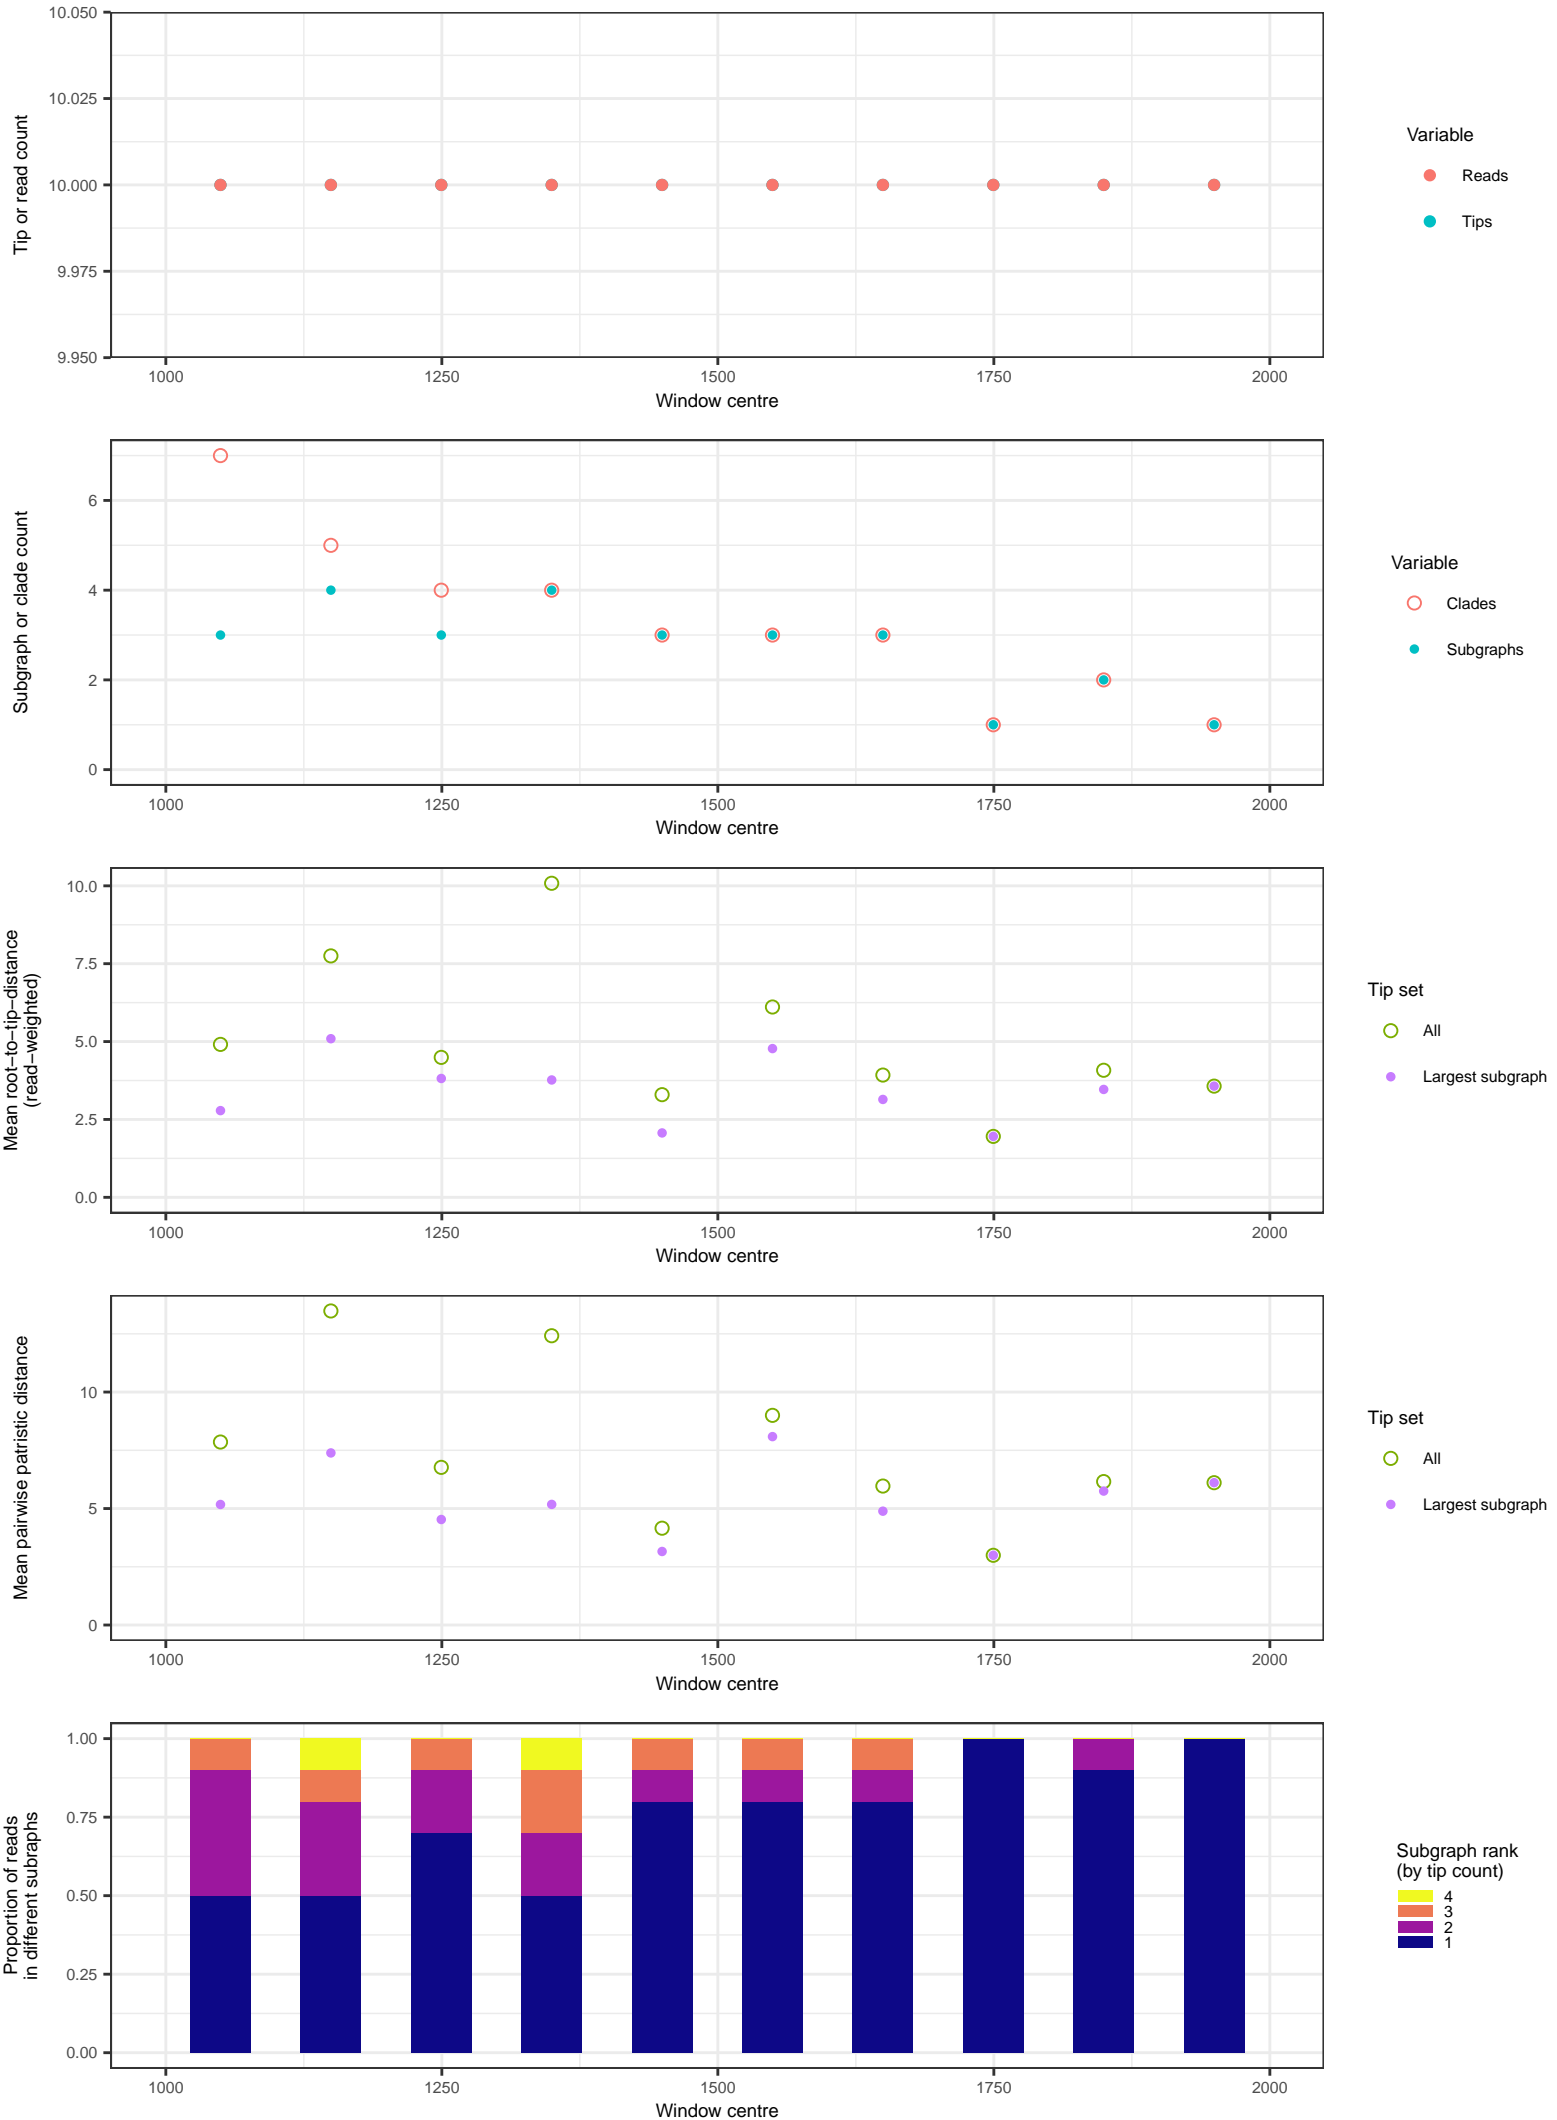 10.050
10.025
10.000
9.975
9.950
Tip or read count
1000 1250 1500 1750 2000
Window centre
Variable
Reads
Tips
6
4
2
0
Subgraph or clade count
1000 1250 1500 1750 2000
Window centre
Variable
Clades
Subgraphs
10.0
7.5
5.0
2.5
0.0
Mean root−to−tip−distance
(read−weighted)
1000 1250 1500 1750 2000
Window centre
Tip set
All
Largest subgraph
10
5
0
Mean pairwise patristic distance
1000 1250 1500 1750 2000
Window centre
Tip set
All
Largest subgraph
1.00
0.75
0.50
0.25
0.00
Proportion of reads
in different subraphs
1000 1250 1500 1750 2000
Window centre
Subgraph rank
(by tip count)
4
3
2
1